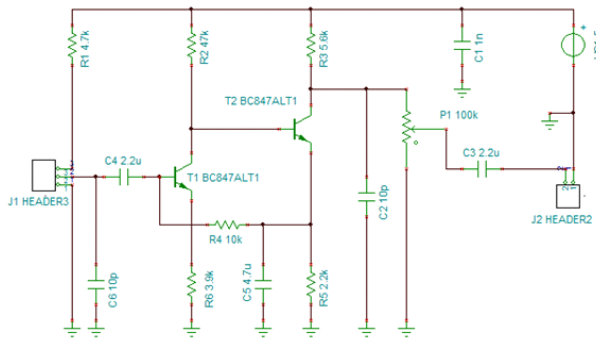 R1 4.7k
R2 47k
R3 5.6k
C1 1n
T2 BC847ALT1
P1 100k
C4 2.2u
C3 2.2u
T1 BC847ALT1
J1 HEADER3
C2 10p
J2 HEADER2
R4 10k
C6 10p
R6 3.9k
C5 4.7u
R5 2.2k
+
2
1